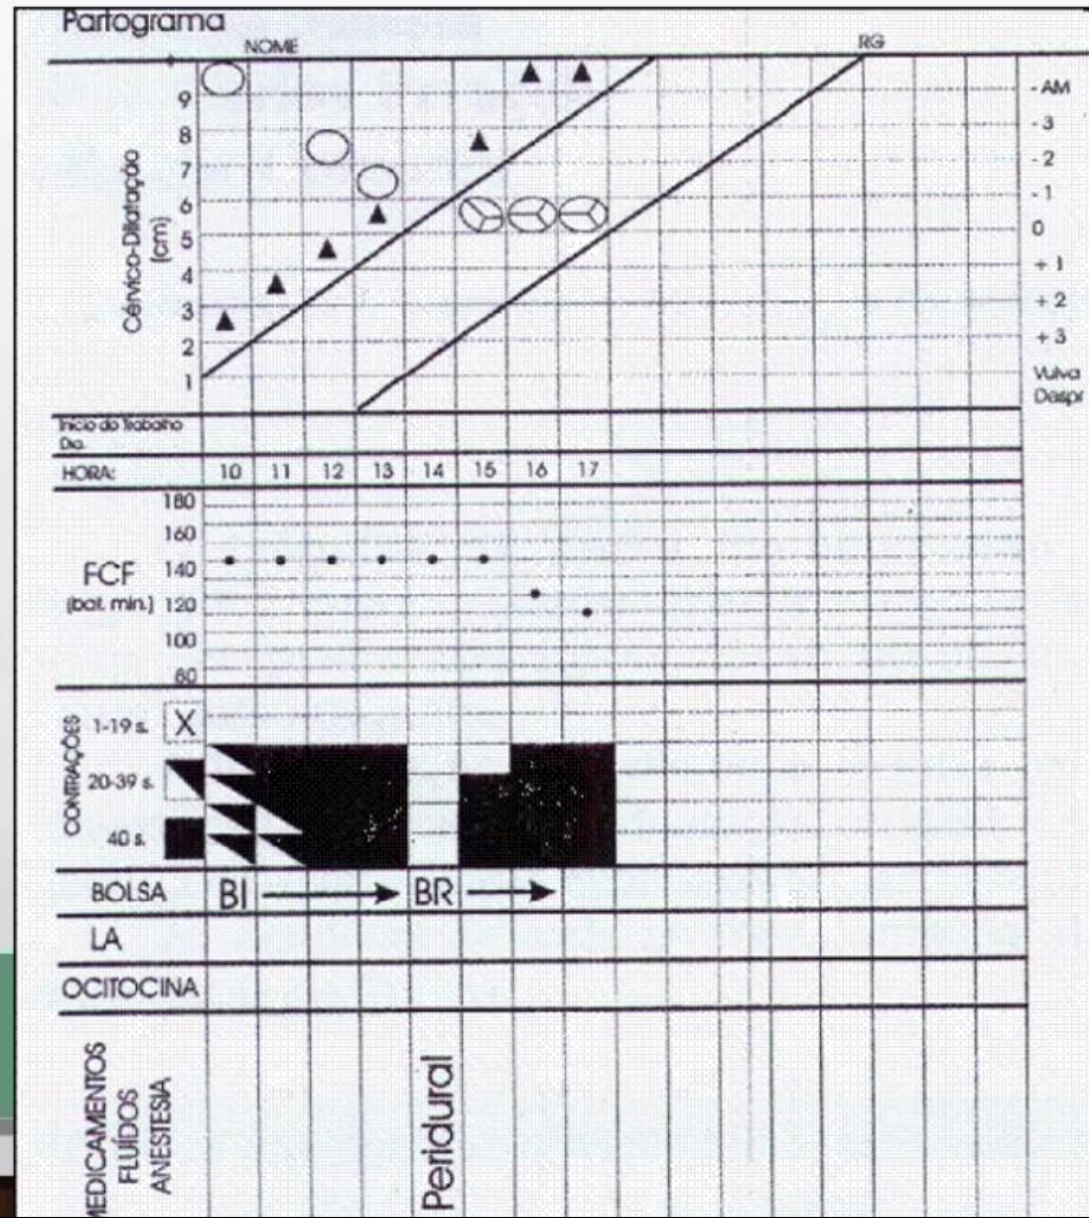 Partograma
NOME RG
9 - AM
8 - 3
7 - 2
6 - 1
5 0
4 + 1
3 + 2
2 + 3
1 Vulva
Despr
Cérvico-Dilatação
(cm)
Início do Trabalho
Dia.
HORA: 10 11 12 13 14 15 16 17
180
160
FCF 140
(bat. min.) 120
100
80
CONTRAÇÕES
1-19 s. X
20-39 s.
40 s.
BOLSA BI BR
LA
OCITOCINA
MEDICAMENTOS
FLUÍDOS
ANESTESIA
Peridural